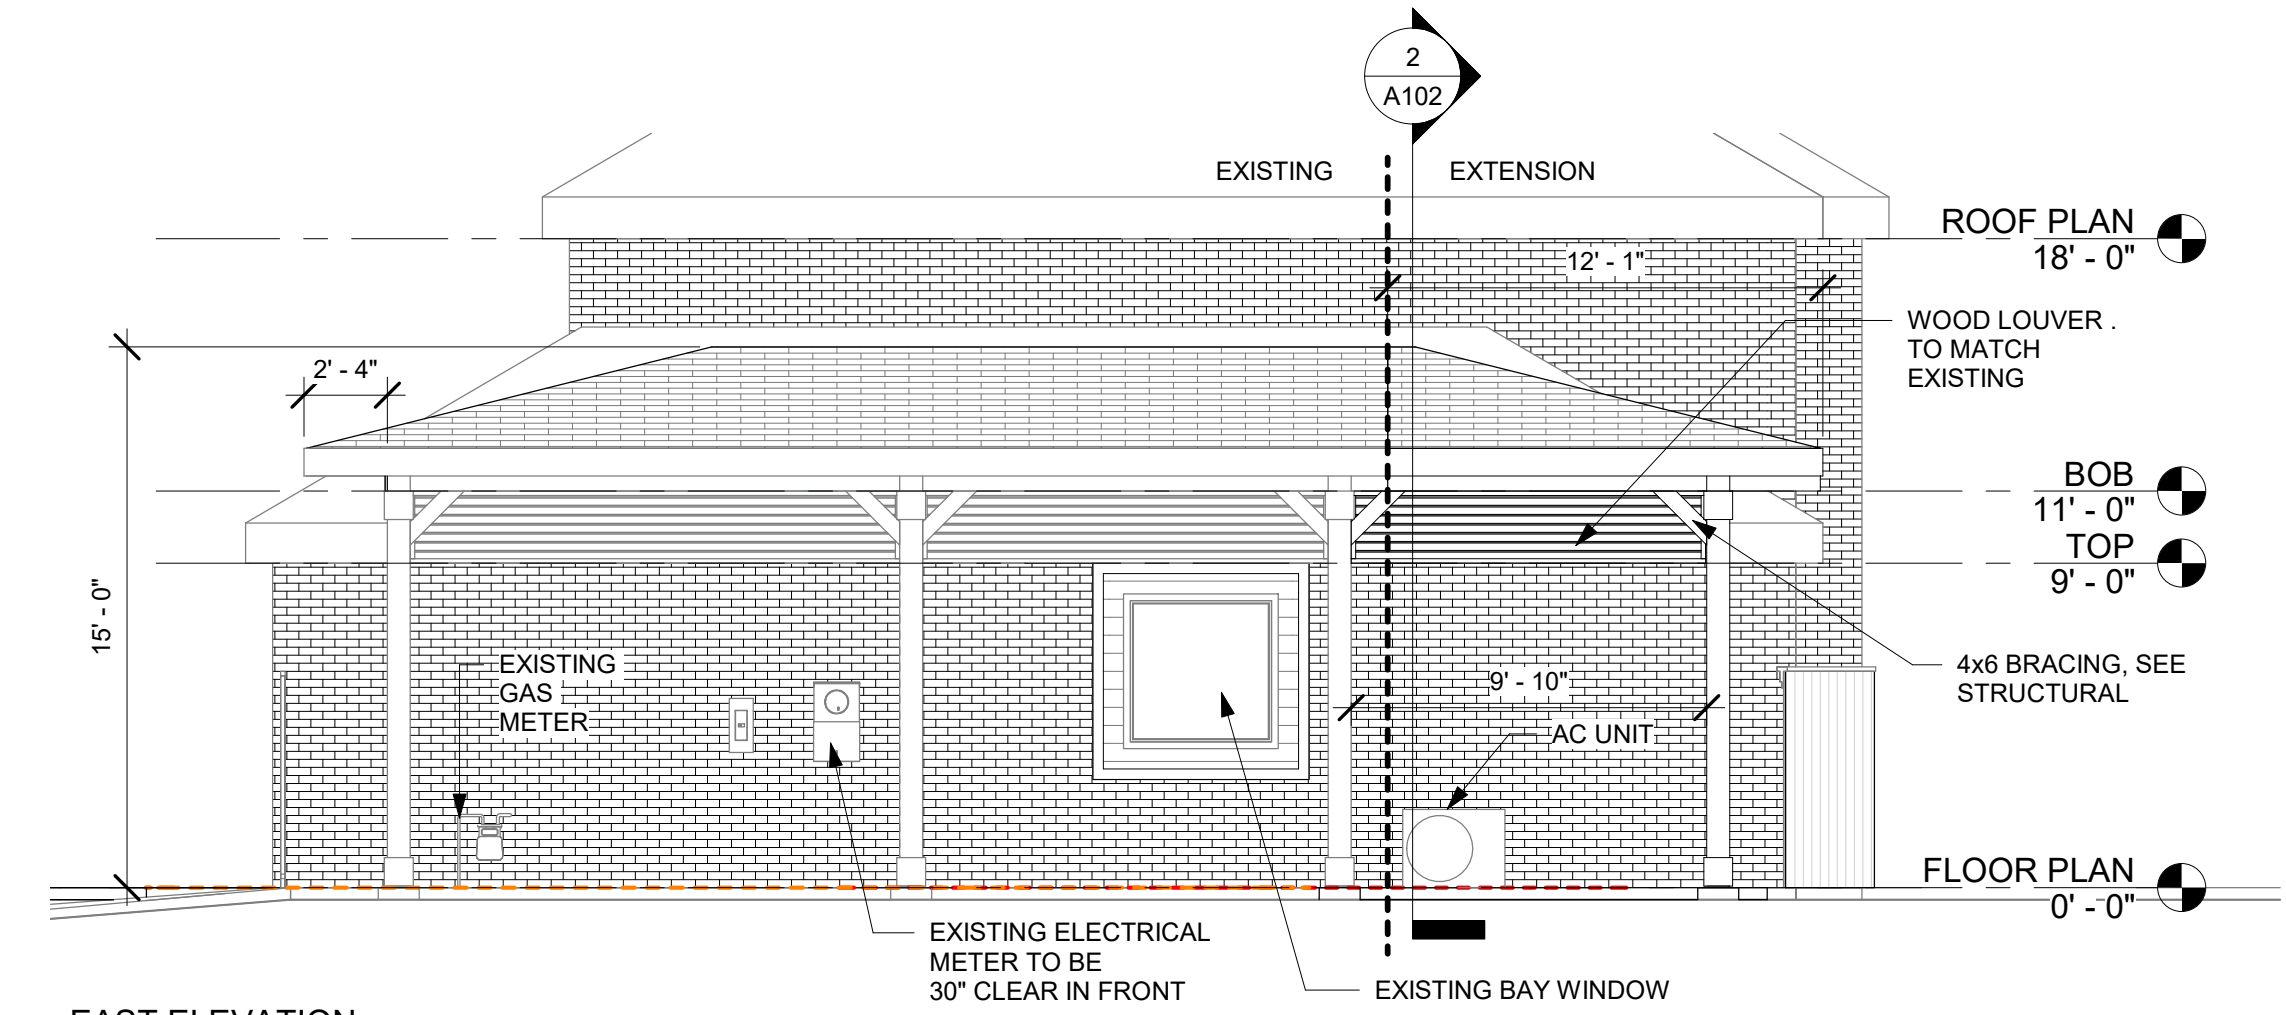 2
A102
EXISTING
EXTENSION
ROOF PLAN
18' - 0"
12' - 1"
WOOD LOUVER .
TO MATCH
EXISTING
2' - 4"
BOB
11' - 0"
TOP
9' - 0"
15' - 0"
EXISTING
GAS
METER
4x6 BRACING, SEE
STRUCTURAL
9' - 10"
AC UNIT
FLOOR PLAN
0' - 0"
EXISTING ELECTRICAL
METER TO BE
30" CLEAR IN FRONT
EXISTING BAY WINDOW
EAST ELEVATION